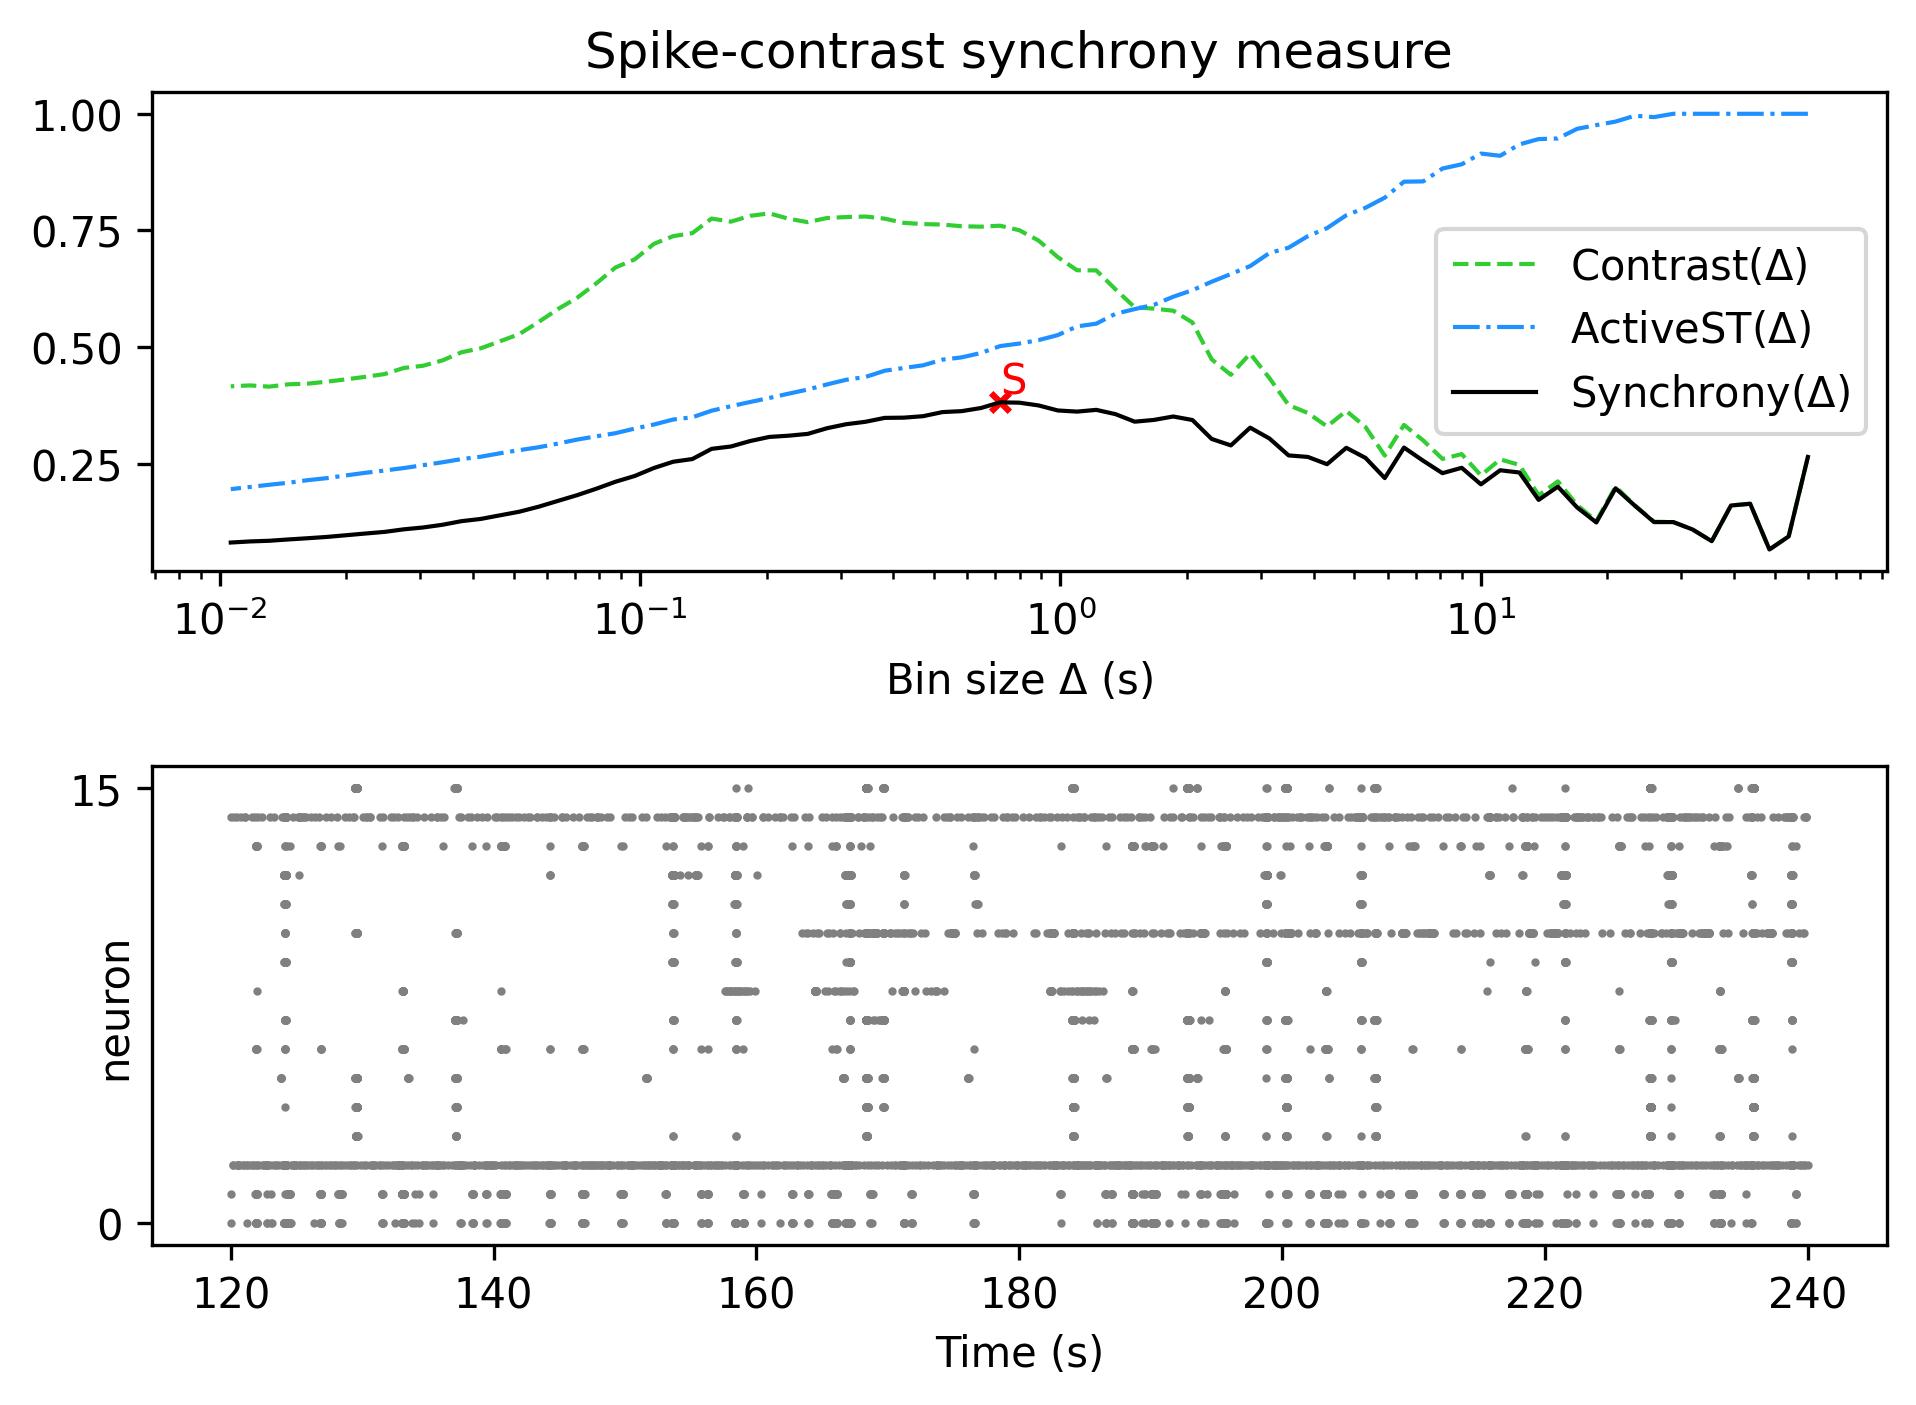 Spike-contrast synchrony measure
1.00
0.75
0.50
0.25
S
Contrast(Δ)
ActiveST(Δ)
Synchrony(Δ)
10⁻² 10⁻¹ 10⁰ 10¹
Bin size Δ (s)
15
0
neuron
120 140 160 180 200 220 240
Time (s)